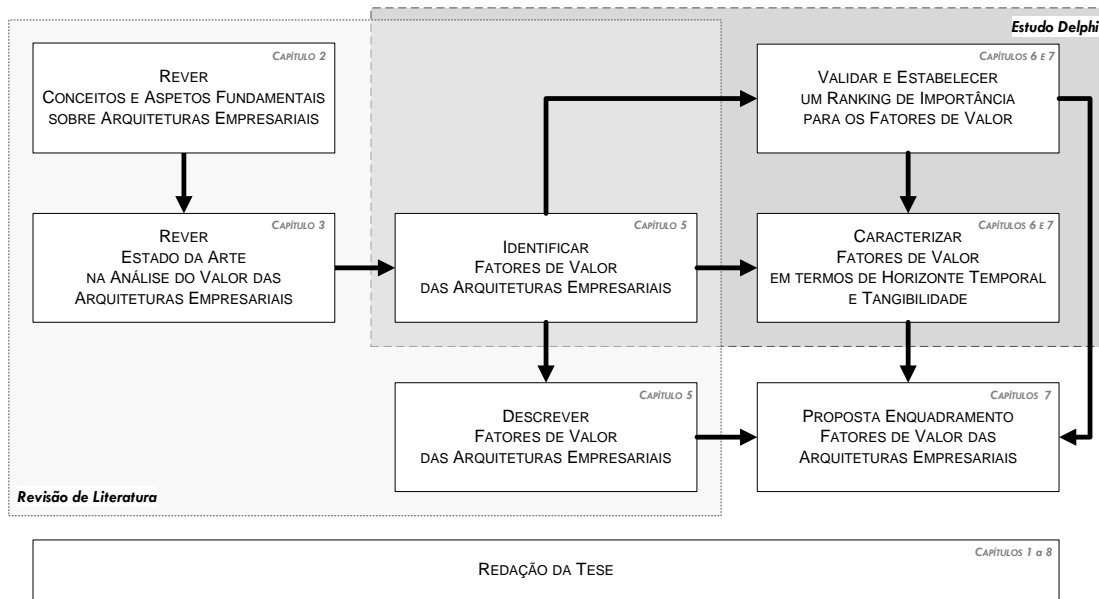 Estudo Delphi
CAPÍTULO 2
REVER
CONCEITOS E ASPETOS FUNDAMENTAIS
SOBRE ARQUITETURAS EMPRESARIAIS
CAPÍTULOS 6 E 7
VALIDAR E ESTABELECER
UM RANKING DE IMPORTÂNCIA
PARA OS FATORES DE VALOR
CAPÍTULO 3
REVER
ESTADO DA ARTE
NA ANÁLISE DO VALOR DAS
ARQUITETURAS EMPRESARIAIS
CAPÍTULO 5
IDENTIFICAR
FATORES DE VALOR
DAS ARQUITETURAS EMPRESARIAIS
CAPÍTULOS 6 E 7
CARACTERIZAR
FATORES DE VALOR
EM TERMOS DE HORIZONTE TEMPORAL
E TANGIBILIDADE
CAPÍTULO 5
DESCREVER
FATORES DE VALOR
DAS ARQUITETURAS EMPRESARIAIS
CAPÍTULOS 7
PROPOSTA ENQUADRAMENTO
FATORES DE VALOR DAS
ARQUITETURAS EMPRESARIAIS
Revisão de Literatura
CAPÍTULOS 1 a 8
REDAÇÃO DA TESE